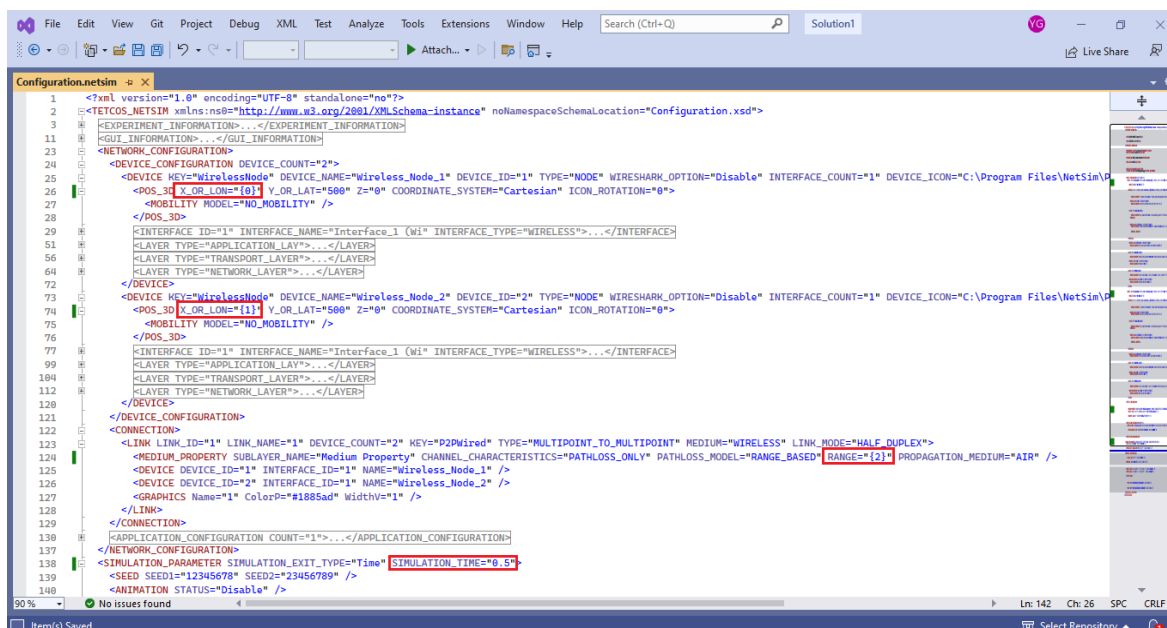 File Edit View Git Project Debug XML Test Analyze Tools Extensions Window Help Search (Ctrl+Q) Solution1 YG
Attach... Live Share
Configuration.netsim
1 <?xml version="1.0" encoding="UTF-8" standalone="no"?>
2 <TETCOS_NETSIM xmlns:ns0="http://www.w3.org/2001/XMLSchema-instance" noNamespaceSchemaLocation="Configuration.xsd">
3 <EXPERIMENT_INFORMATION>...</EXPERIMENT_INFORMATION>
11 <GUI_INFORMATION>...</GUI_INFORMATION>
23 <NETWORK_CONFIGURATION>
24 <DEVICE_CONFIGURATION DEVICE_COUNT="2">
25 <DEVICE KEY="WirelessNode" DEVICE_NAME="Wireless_Node_1" DEVICE_ID="1" TYPE="NODE" WIRESHARK_OPTION="Disable" INTERFACE_COUNT="1" DEVICE_ICON="C:\Program Files\NetSim\P
26 <POS_3D X_OR_LON="{0}" Y_OR_LAT="500" Z="0" COORDINATE_SYSTEM="Cartesian" ICON_ROTATION="0">
27 <MOBILITY MODEL="NO_MOBILITY" />
28 </POS_3D>
29 <INTERFACE ID="1" INTERFACE_NAME="Interface_1 (Wi" INTERFACE_TYPE="WIRELESS">...</INTERFACE>
51 <LAYER TYPE="APPLICATION_LAY">...</LAYER>
56 <LAYER TYPE="TRANSPORT_LAYER">...</LAYER>
64 <LAYER TYPE="NETWORK_LAYER">...</LAYER>
72 </DEVICE>
73 <DEVICE KEY="WirelessNode" DEVICE_NAME="Wireless_Node_2" DEVICE_ID="2" TYPE="NODE" WIRESHARK_OPTION="Disable" INTERFACE_COUNT="1" DEVICE_ICON="C:\Program Files\NetSim\P
74 <POS_3D X_OR_LON="{1}" Y_OR_LAT="500" Z="0" COORDINATE_SYSTEM="Cartesian" ICON_ROTATION="0">
75 <MOBILITY MODEL="NO_MOBILITY" />
76 </POS_3D>
77 <INTERFACE ID="1" INTERFACE_NAME="Interface_1 (Wi" INTERFACE_TYPE="WIRELESS">...</INTERFACE>
99 <LAYER TYPE="APPLICATION_LAY">...</LAYER>
104 <LAYER TYPE="TRANSPORT_LAYER">...</LAYER>
112 <LAYER TYPE="NETWORK_LAYER">...</LAYER>
120 </DEVICE>
121 </DEVICE_CONFIGURATION>
122 <CONNECTION>
123 <LINK LINK_ID="1" LINK_NAME="1" DEVICE_COUNT="2" KEY="P2PWired" TYPE="MULTIPOINT_TO_MULTIPOINT" MEDIUM="WIRELESS" LINK_MODE="HALF_DUPLEX">
124 <MEDIUM_PROPERTY SUBLAYER_NAME="Medium Property" CHANNEL_CHARACTERISTICS="PATHLOSS_ONLY" PATHLOSS_MODEL="RANGE_BASED" RANGE="{2}" PROPAGATION_MEDIUM="AIR" />
125 <DEVICE DEVICE_ID="1" INTERFACE_ID="1" NAME="Wireless_Node_1" />
126 <DEVICE DEVICE_ID="2" INTERFACE_ID="1" NAME="Wireless_Node_2" />
127 <GRAPHICS Name="1" ColorP="#1885ad" WidthV="1" />
128 </LINK>
129 </CONNECTION>
130 <APPLICATION_CONFIGURATION COUNT="1">...</APPLICATION_CONFIGURATION>
137 </NETWORK_CONFIGURATION>
138 <SIMULATION_PARAMETER SIMULATION_EXIT_TYPE="Time" SIMULATION_TIME="0.5">
139 <SEED SEED1="12345678" SEED2="23456789" />
140 <ANIMATION STATUS="Disable" />
90 % No issues found Ln: 142 Ch: 26 SPC CRLF
Item(s) Saved Select Repository